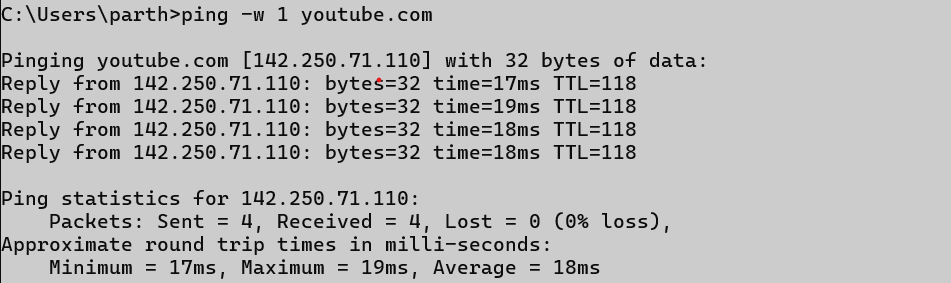 C:\Users\parth>ping -w 1 youtube.com
Pinging youtube.com [142.250.71.110] with 32 bytes of data:
Reply from 142.250.71.110: bytes=32 time=17ms TTL=118
Reply from 142.250.71.110: bytes=32 time=19ms TTL=118
Reply from 142.250.71.110: bytes=32 time=18ms TTL=118
Reply from 142.250.71.110: bytes=32 time=18ms TTL=118
Ping statistics for 142.250.71.110:
    Packets: Sent = 4, Received = 4, Lost = 0 (0% loss),
Approximate round trip times in milli-seconds:
    Minimum = 17ms, Maximum = 19ms, Average = 18ms